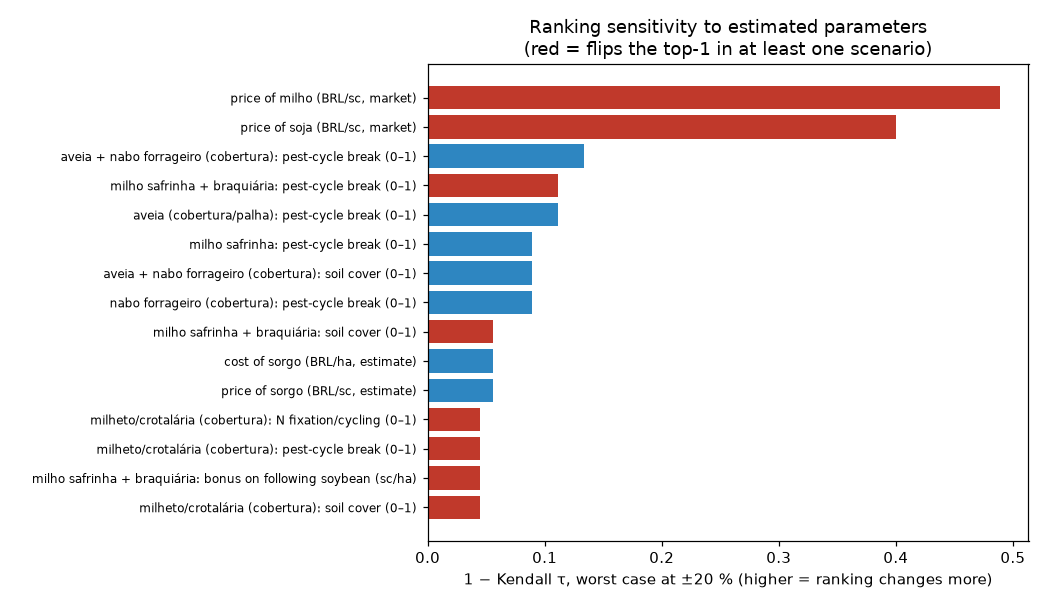 Ranking sensitivity to estimated parameters
(red = flips the top-1 in at least one scenario)
price of milho (BRL/sc, market)
price of soja (BRL/sc, market)
aveia + nabo forrageiro (cobertura): pest-cycle break (0–1)
milho safrinha + braquiária: pest-cycle break (0–1)
aveia (cobertura/palha): pest-cycle break (0–1)
milho safrinha: pest-cycle break (0–1)
aveia + nabo forrageiro (cobertura): soil cover (0–1)
nabo forrageiro (cobertura): pest-cycle break (0–1)
milho safrinha + braquiária: soil cover (0–1)
cost of sorgo (BRL/ha, estimate)
price of sorgo (BRL/sc, estimate)
milheto/crotalária (cobertura): N fixation/cycling (0–1)
milheto/crotalária (cobertura): pest-cycle break (0–1)
milho safrinha + braquiária: bonus on following soybean (sc/ha)
milheto/crotalária (cobertura): soil cover (0–1)
0.0 0.1 0.2 0.3 0.4 0.5
1 − Kendall τ, worst case at ±20 % (higher = ranking changes more)